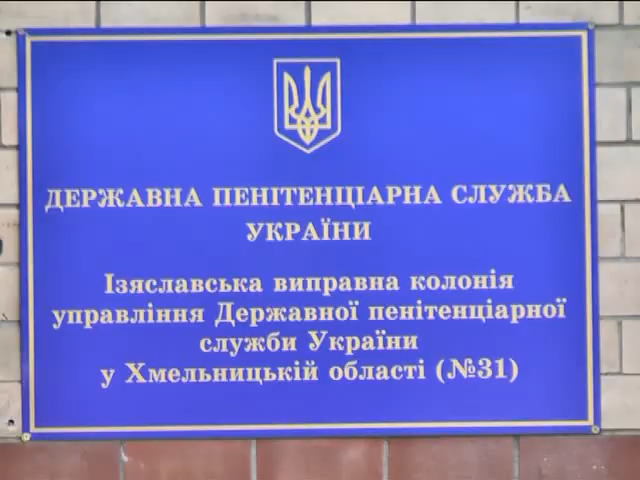 ДЕРЖАВНА ПЕНІТЕНЦІАРНА СЛУЖБА
УКРАЇНИ
Ізяславська виправна колонія
управління Державної пенітенціарної
служби України
у Хмельницькій області (№31)